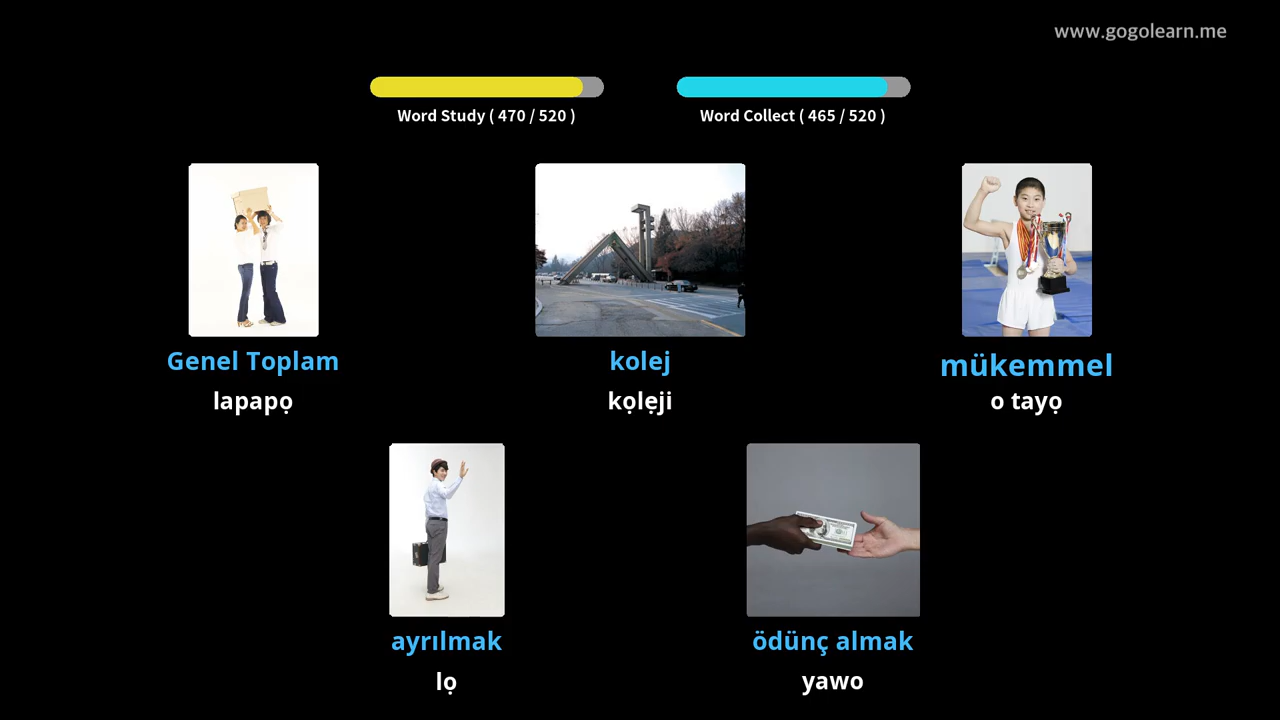 www.gogolearn.me
Word Study ( 470 / 520 )
Word Collect ( 465 / 520 )
Genel Toplam
lapapọ
kolej
kọlẹji
mükemmel
o tayọ
ayrılmak
lọ
ödünç almak
yawo